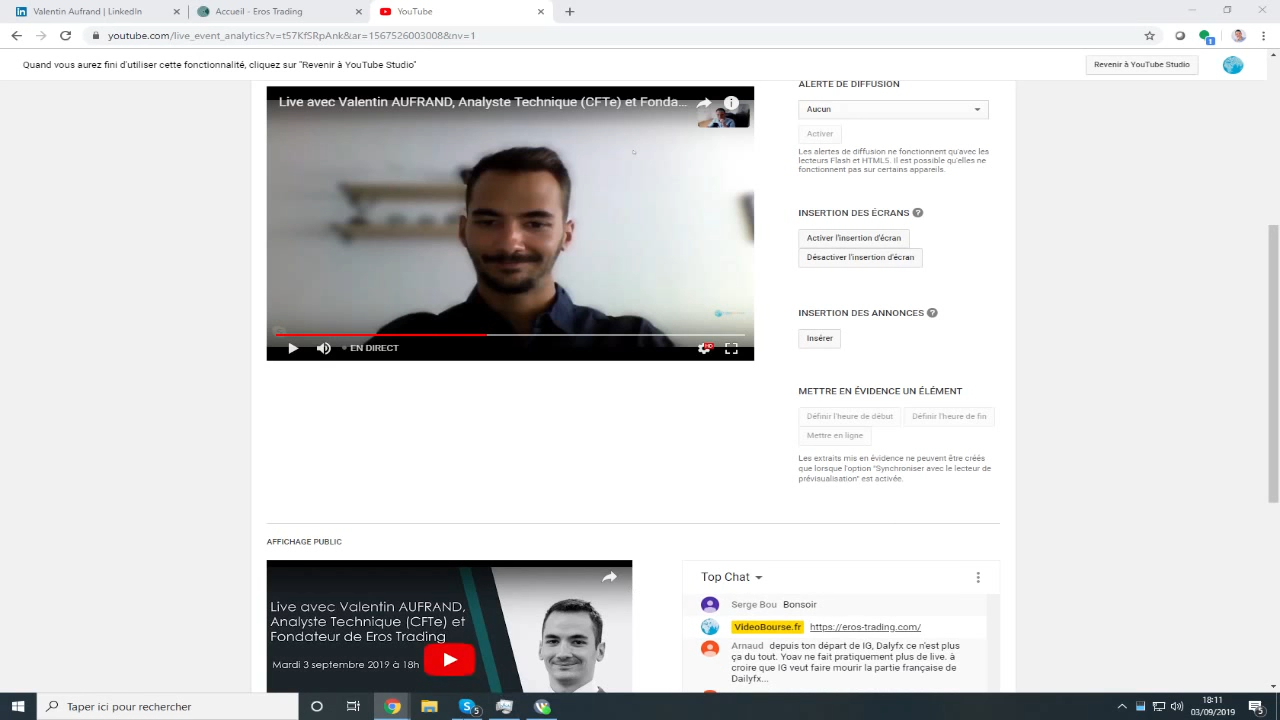 Valentin Aufrand | LinkedIn
Accueil - Eros Trading
YouTube
youtube.com/live_event_analytics?v=t57KfSRpAnk&ar=1567526003008&nv=1
Quand vous aurez fini d'utiliser cette fonctionnalité, cliquez sur "Revenir à YouTube Studio"
Revenir à YouTube Studio
Live avec Valentin AUFRAND, Analyste Technique (CFTe) et Fonda...
EN DIRECT
HD
ALERTE DE DIFFUSION
Aucun
Activer
Les alertes de diffusion ne fonctionnent qu'avec les
lecteurs Flash et HTML5. Il est possible qu'elles ne
fonctionnent pas sur certains appareils.
INSERTION DES ÉCRANS ?
Activer l'insertion d'écran
Désactiver l'insertion d'écran
INSERTION DES ANNONCES ?
Insérer
METTRE EN ÉVIDENCE UN ÉLÉMENT
Définir l'heure de début
Définir l'heure de fin
Mettre en ligne
Les extraits mis en évidence ne peuvent être créés
que lorsque l'option "Synchroniser avec le lecteur de
prévisualisation" est activée.
AFFICHAGE PUBLIC
Live avec Valentin AUFRAND,
Analyste Technique (CFTe) et
Fondateur de Eros Trading
Mardi 3 septembre 2019 à 18h
Top Chat
Serge Bou Bonsoir
VideoBourse.fr https://eros-trading.com/
Arnaud depuis ton départ de IG, Dalyfx ce n'est plus
ça du tout. Yoav ne fait pratiquement plus de live. à
croire que IG veut faire mourir la partie française de
Dailyfx...
Taper ici pour rechercher
5
18:11
03/09/2019